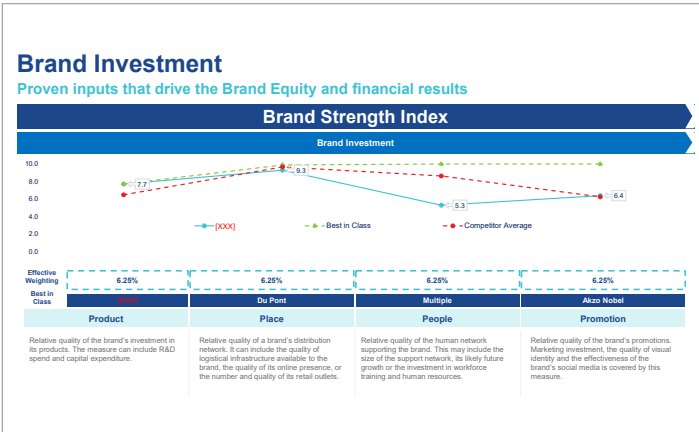 Brand Investment
Proven inputs that drive the Brand Equity and financial results
Brand Strength Index
Brand Investment
10.0
8.0
6.0
4.0
2.0
0.0
7.7
9.3
5.3
6.4
[XXX]
Best in Class
Competitor Average
Effective
Weighting
6.25%
6.25%
6.25%
6.25%
Best in
Class
[XXX]
Du Pont
Multiple
Akzo Nobel
Product
Place
People
Promotion
Relative quality of the brand's investment in
its products. The measure can include R&D
spend and capital expenditure.
Relative quality of a brand's distribution
network. It can include the quality of
logistical infrastructure available to the
brand, the quality of its online presence, or
the number and quality of its retail outlets.
Relative quality of the human network
supporting the brand. This may include the
size of the support network, its likely future
growth or the investment in workforce
training and human resources.
Relative quality of the brand's promotions.
Marketing investment, the quality of visual
identity and the effectiveness of the
brand's social media is covered by this
measure.